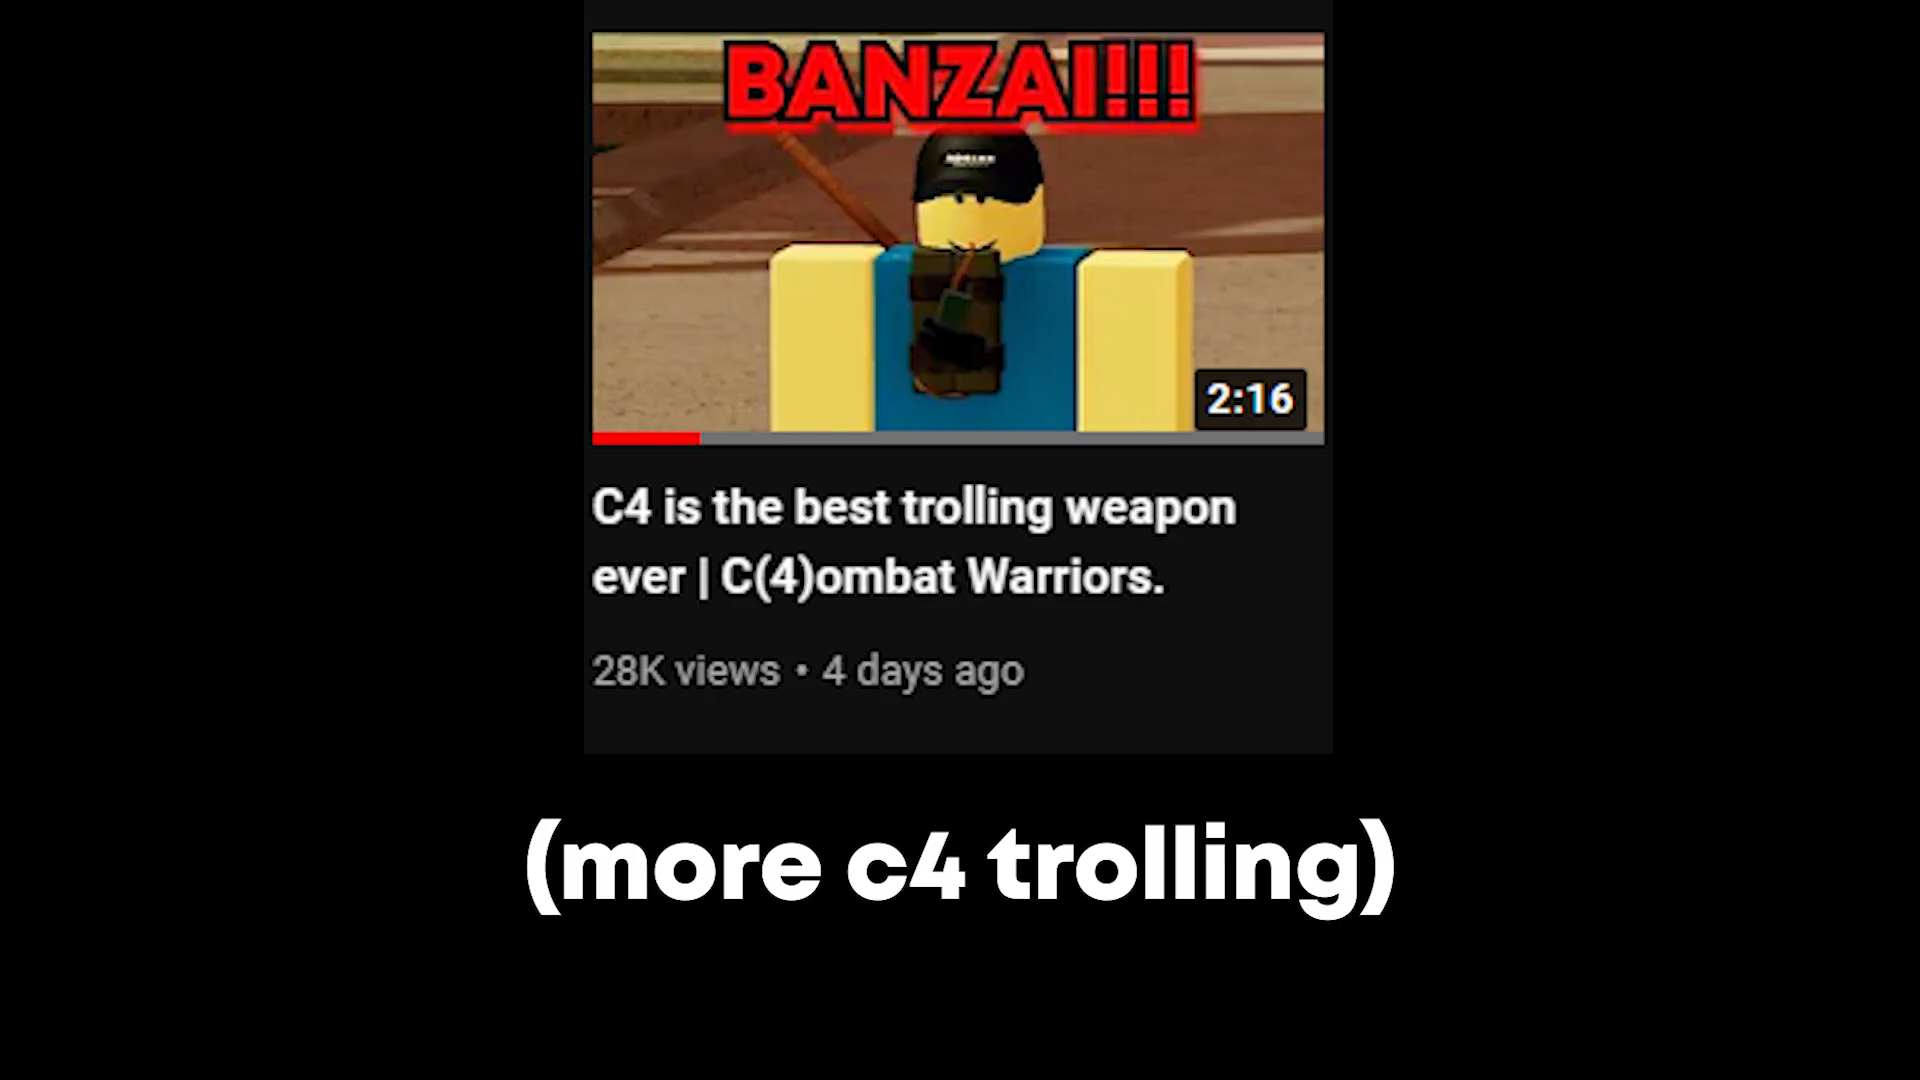 BANZAI!!!
ROBLOX
2:16
C4 is the best trolling weapon
ever | C(4)ombat Warriors.
28K views • 4 days ago
(more c4 trolling)